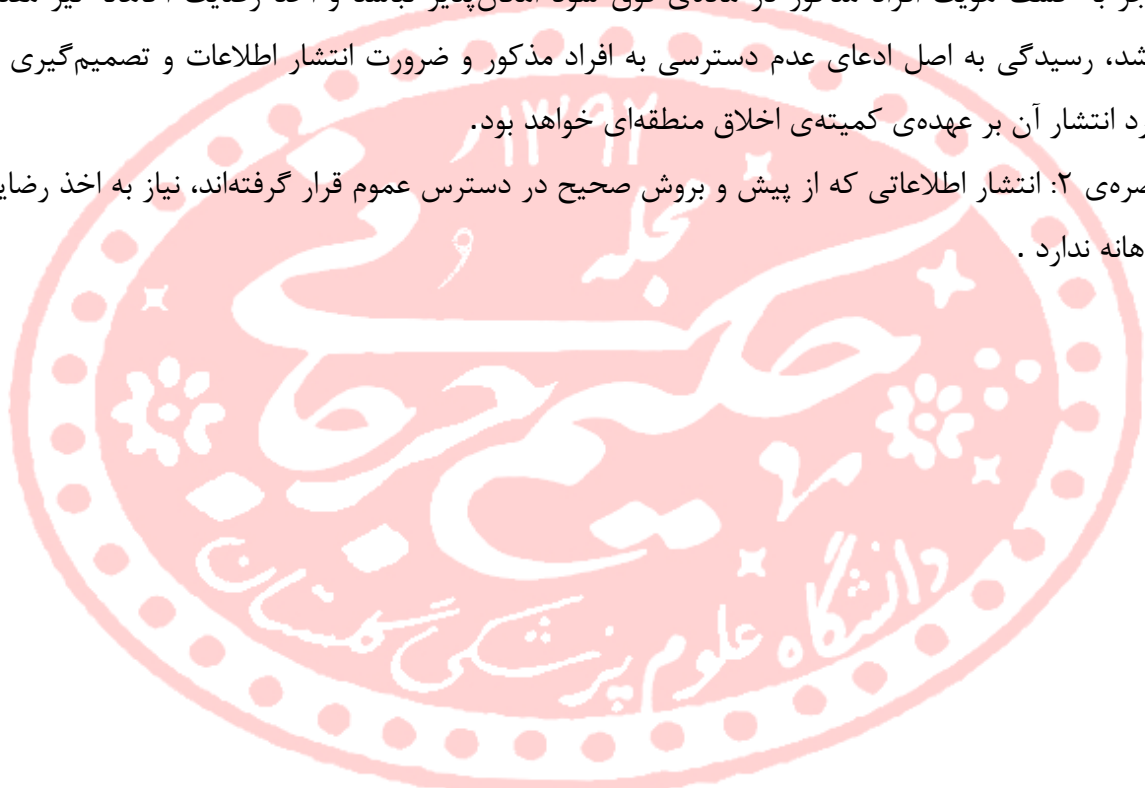 شد، رسیدگی به اصل ادعای عدم دسترسی به افراد مذکور و ضرورت انتشار اطلاعات و تصمیم‌گیری
رد انتشار آن بر عهده‌ی کمیته‌ی اخلاق منطقه‌ای خواهد بود.
صره‌ی ۲: انتشار اطلاعاتی که از پیش و بروش صحیح در دسترس عموم قرار گرفته‌اند، نیاز به اخذ رضای
هانه ندارد .
۱۳۹۲
مجله
حکیم جرجانی
دانشگاه علوم پزشکی گلستان